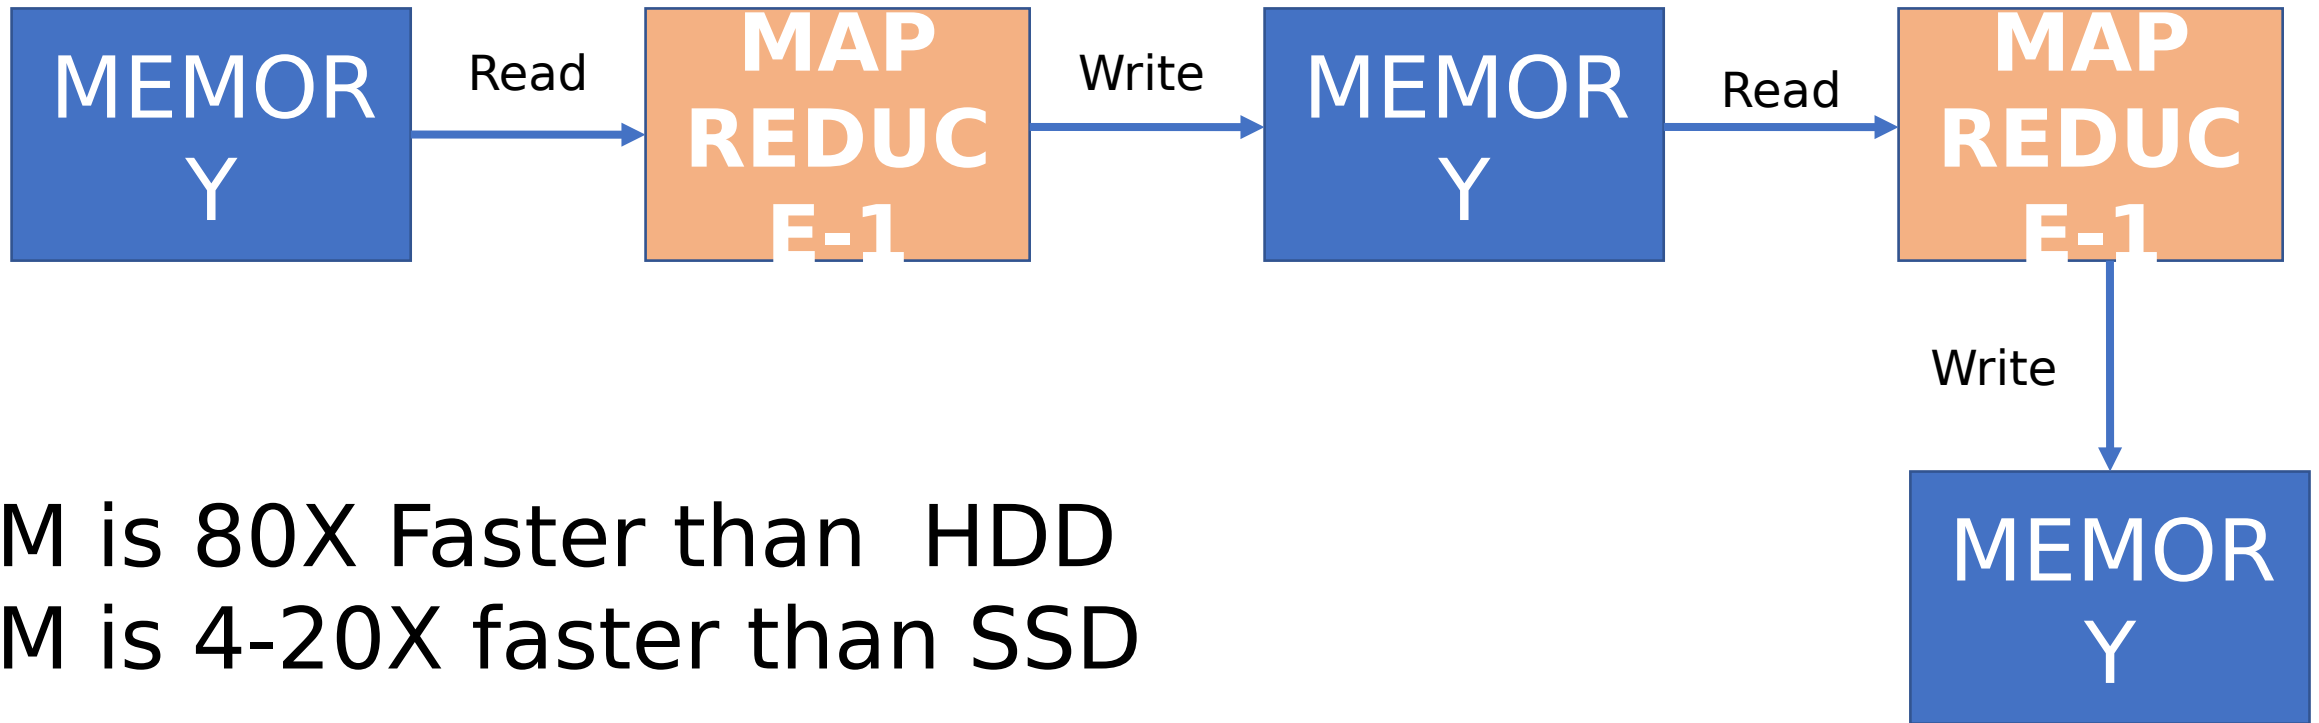 MEMOR
Y
Read
MAP
REDUC
E-1
Write
MEMOR
Y
Read
MAP
REDUC
E-1
Write
MEMOR
Y
M is 80X Faster than HDD
M is 4-20X faster than SSD